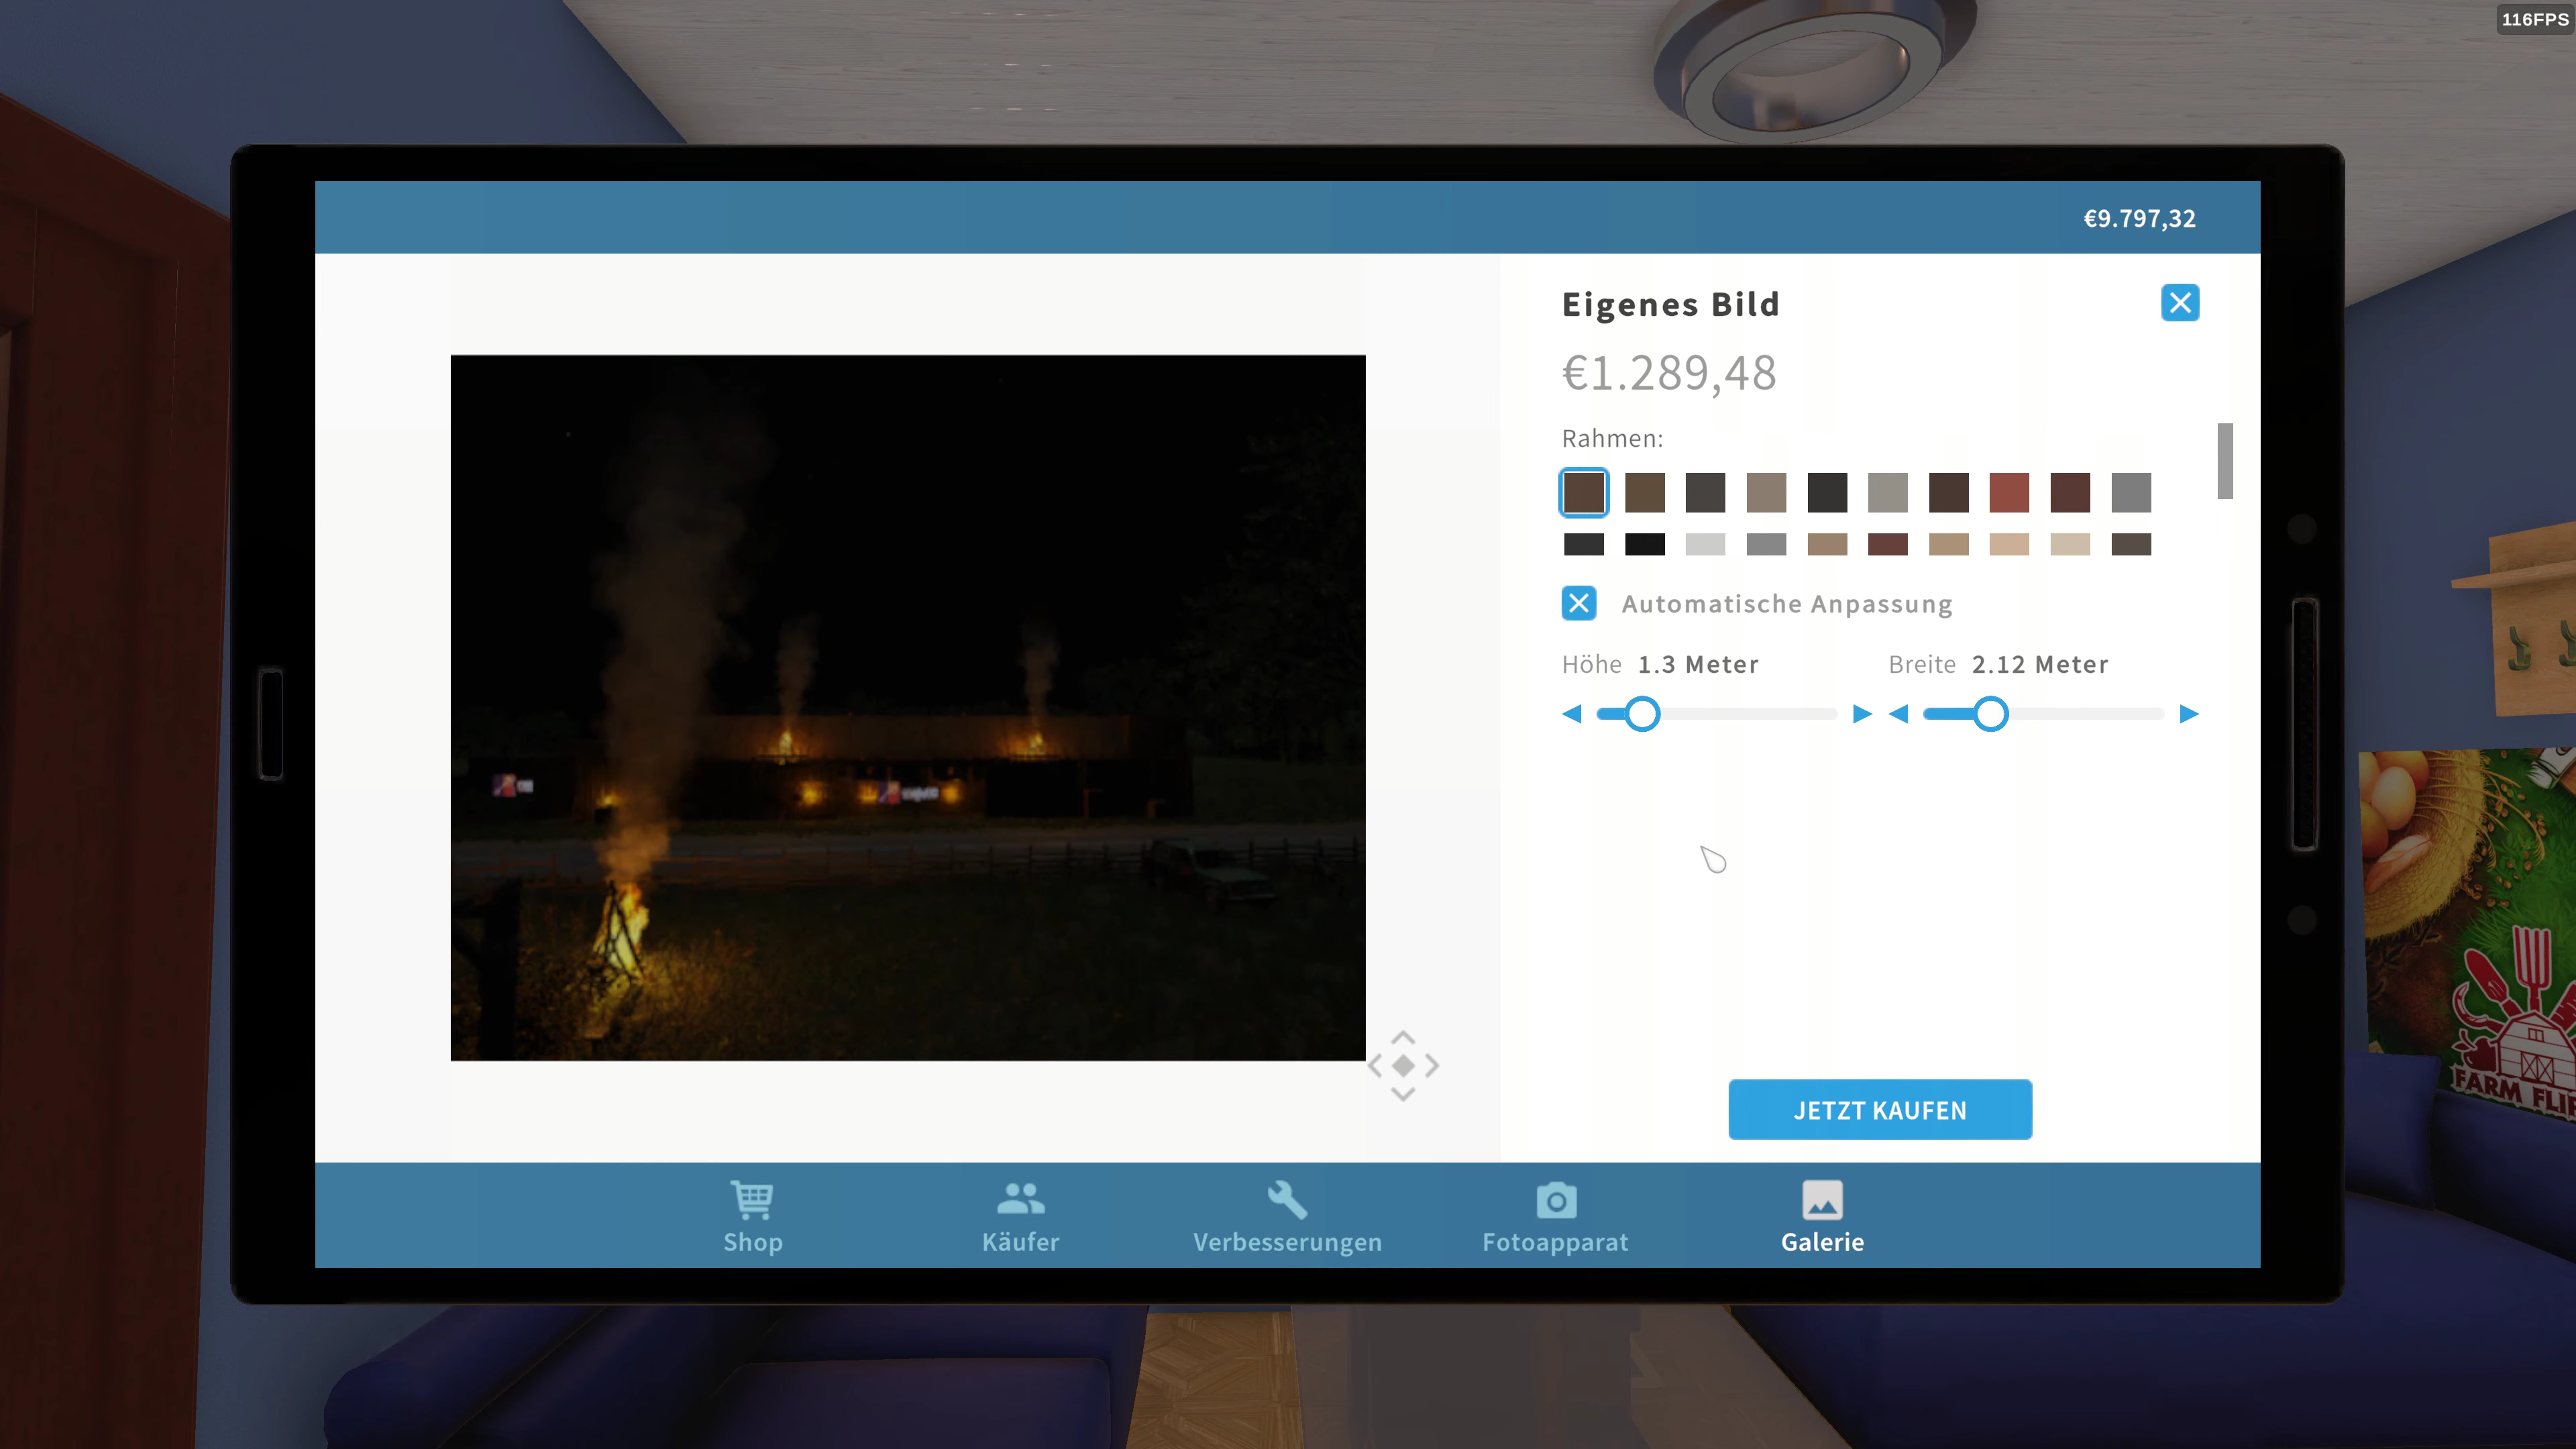 116FPS
€9.797,32
Eigenes Bild
€1.289,48
Rahmen:
Automatische Anpassung
Höhe 1.3 Meter
Breite 2.12 Meter
JETZT KAUFEN
FARM FLIP
Shop
Käufer
Verbesserungen
Fotoapparat
Galerie